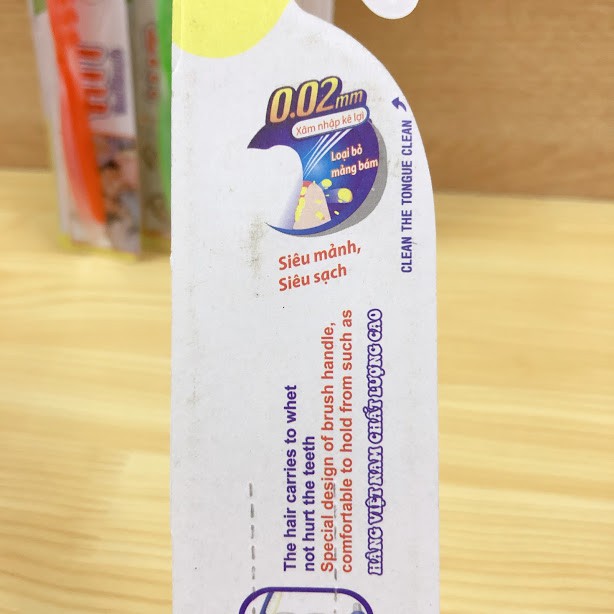 0.02mm
Xâm nhập kẽ lợi
Loại bỏ
mảng bám
Siêu mảnh,
Siêu sạch
CLEAN THE TONGUE CLEAN
The hair carries to whet
not hurt the teeth
Special design of brush handle,
comfortable to hold from such as
HÀNG VIỆT NAM CHẤT LƯỢNG CAO